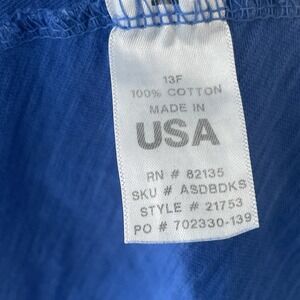 13F
100% COTTON
MADE IN
USA
RN # 82135
SKU # ASDBDKS
STYLE # 21753
PO # 702330-139